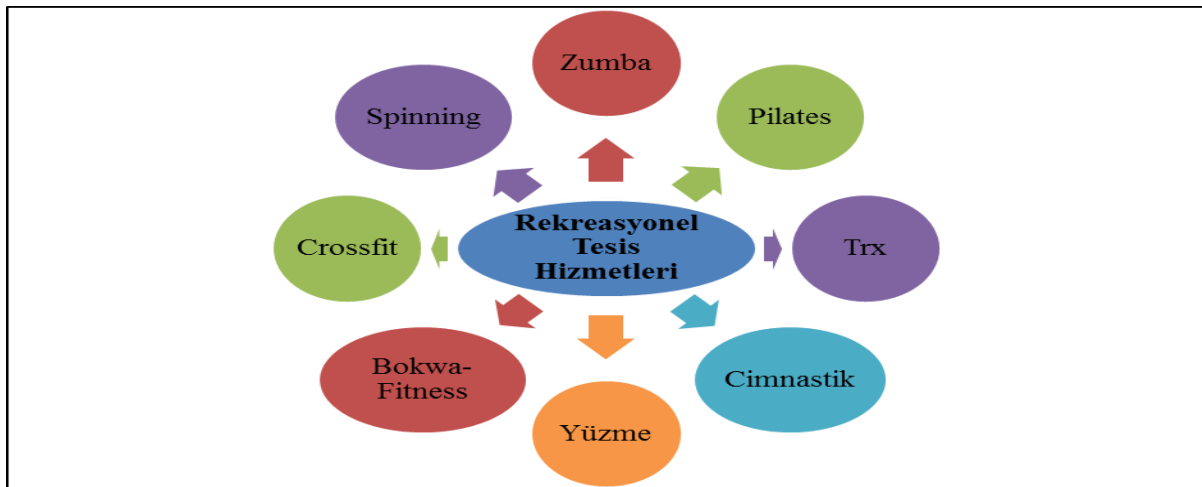 Zumba
Spinning
Pilates
Rekreasyonel
Tesis
Hizmetleri
Crossfit
Trx
Bokwa-
Fitness
Cimnastik
Yüzme